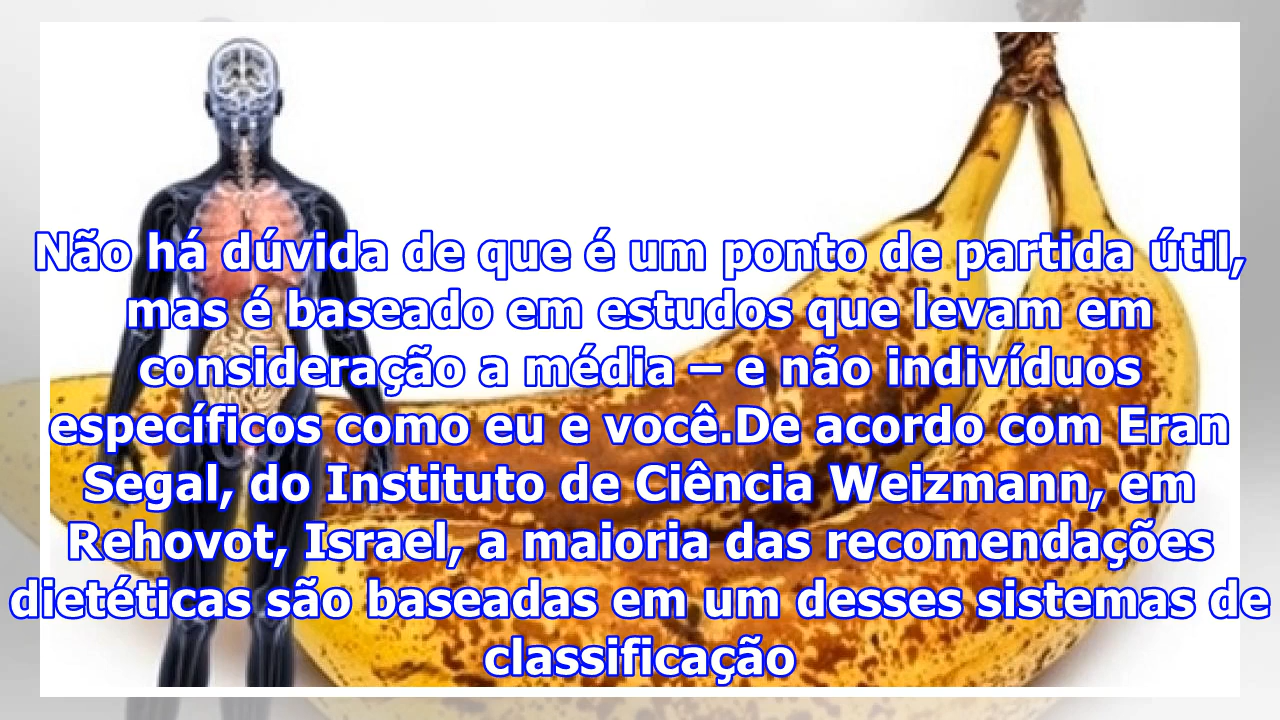 Não há dúvida de que é um ponto de partida útil,
mas é baseado em estudos que levam em
consideração a média – e não indivíduos
específicos como eu e você.De acordo com Eran
Segal, do Instituto de Ciência Weizmann, em
Rehovot, Israel, a maioria das recomendações
dietéticas são baseadas em um desses sistemas de
classificação